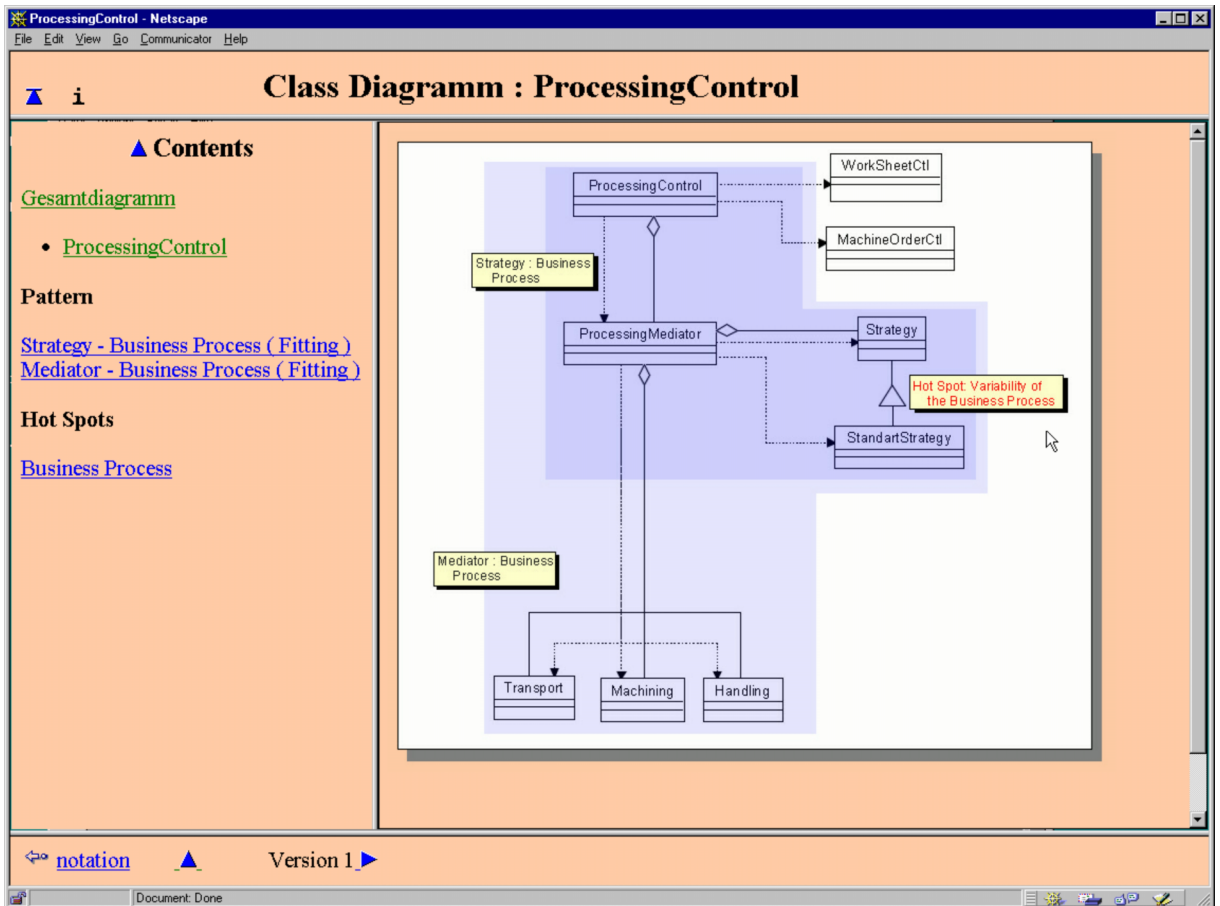 ProcessingControl - Netscape
File Edit View Go Communicator Help
i
Class Diagramm : ProcessingControl
Contents
Gesamtdiagramm
ProcessingControl
Pattern
Strategy - Business Process ( Fitting )
Mediator - Business Process ( Fitting )
Hot Spots
Business Process
ProcessingControl
WorkSheetCtl
MachineOrderCtl
Strategy : Business
Process
ProcessingMediator
Strategy
Hot Spot: Variability of
the Business Process
StandartStrategy
Mediator : Business
Process
Transport
Machining
Handling
notation
Version 1
Document: Done